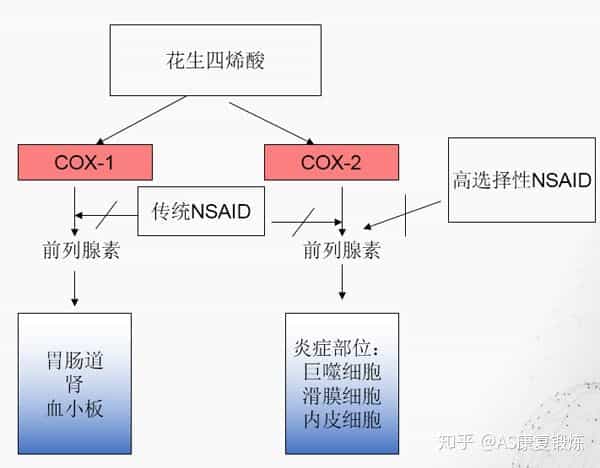 花生四烯酸
COX-1
COX-2
高选择性NSAID
传统NSAID
前列腺素
前列腺素
胃肠道
肾
血小板
炎症部位：
巨噬细胞
滑膜细胞
内皮细胞
知乎 @AS康复锻炼